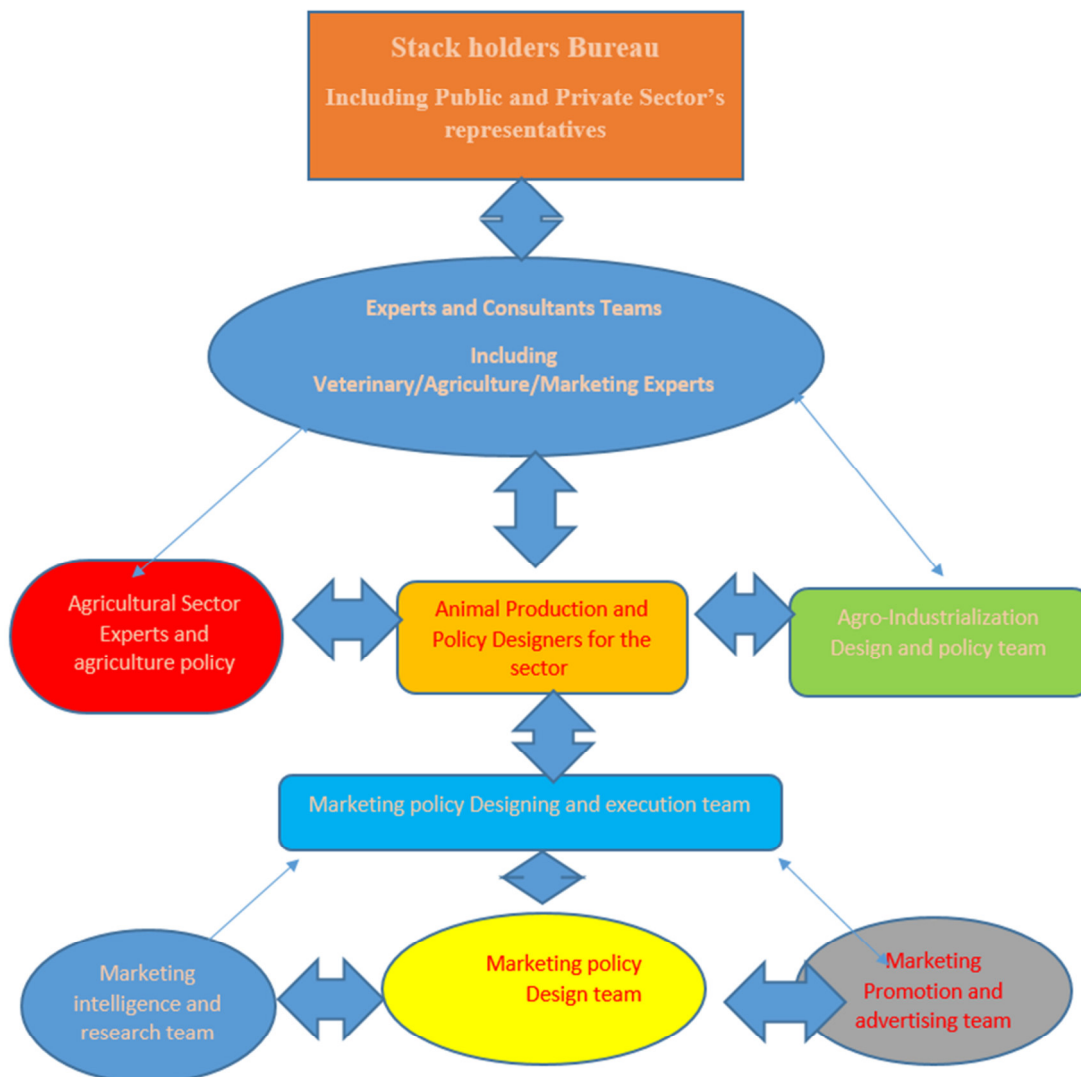 Stack holders Bureau
Including Public and Private Sector’s
representatives
Experts and Consultants Teams
Including
Veterinary/Agriculture/Marketing Experts
Agricultural Sector
Experts and
agriculture policy
Animal Production and
Policy Designers for the
sector
Agro-Industrialization
Design and policy team
Marketing policy Designing and execution team
Marketing
intelligence and
research team
Marketing policy
Design team
Marketing
Promotion and
advertising team